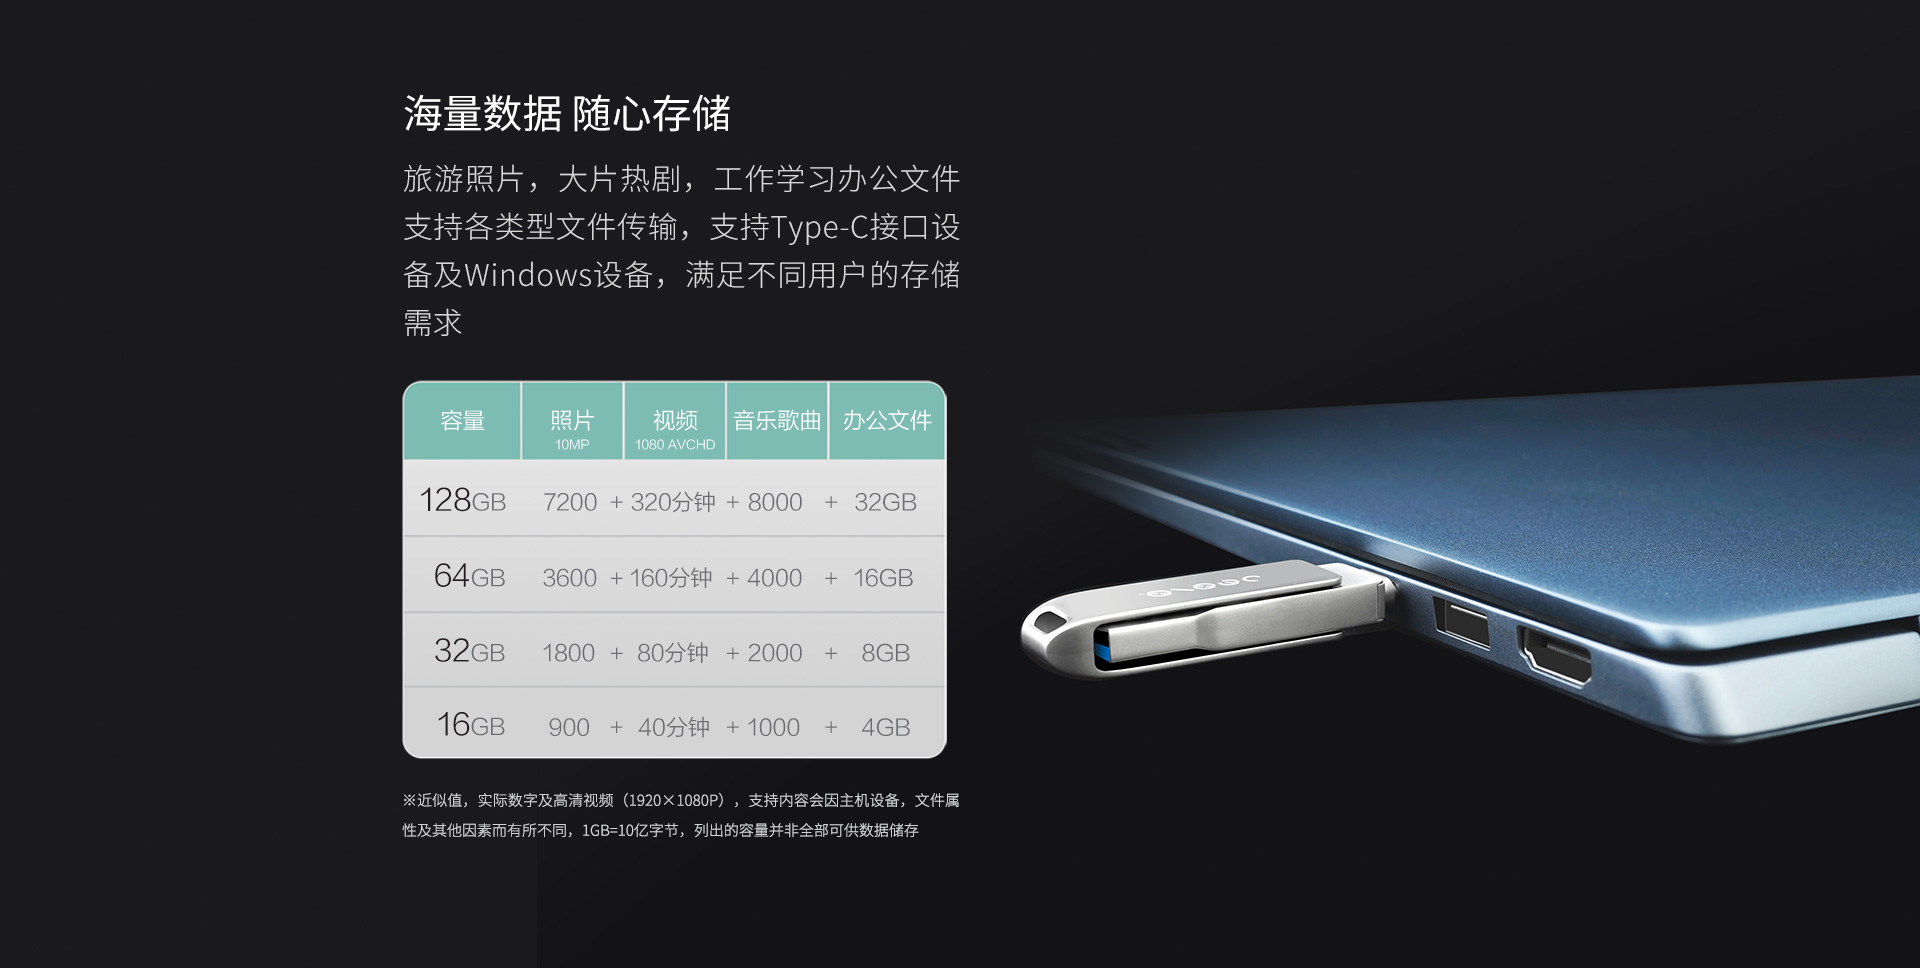 海量数据 随心存储
旅游照片，大片热剧，工作学习办公文件
支持各类型文件传输，支持Type-C接口设
备及Windows设备，满足不同用户的存储
需求
容量 照片 视频 音乐歌曲 办公文件
10MP 1080 AVCHD
128GB 7200 + 320分钟 + 8000 + 32GB
64GB 3600 + 160分钟 + 4000 + 16GB
32GB 1800 + 80分钟 + 2000 + 8GB
16GB 900 + 40分钟 + 1000 + 4GB
※近似值，实际数字及高清视频（1920×1080P），支持内容会因主机设备，文件属
性及其他因素而有所不同，1GB=10亿字节，列出的容量并非全部可供数据储存